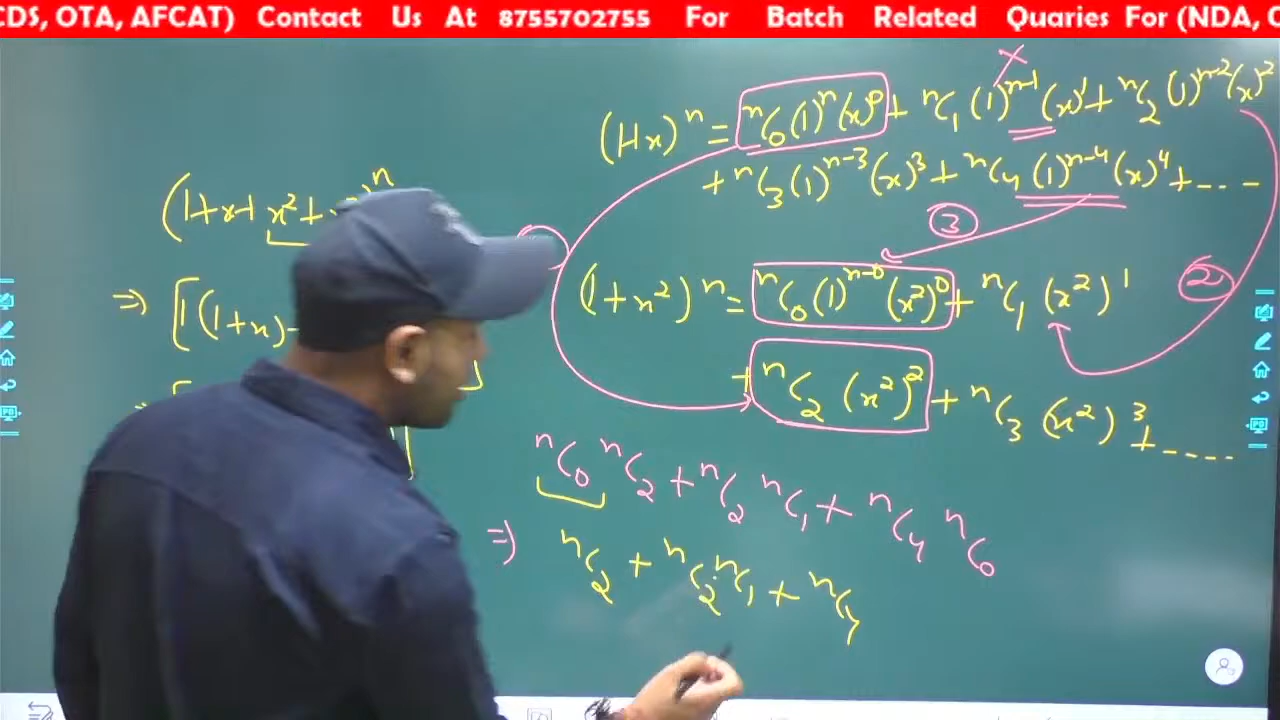 CDS, OTA, AFCAT) Contact Us At 8755702755 For Batch Related Quaries For (NDA, C
(1+x)ⁿ = ⁿC₀(1)ⁿ(x)⁰ + ⁿC₁(1)ⁿ⁻¹(x)¹ + ⁿC₂(1)ⁿ⁻²(x)²
+ ⁿC₃(1)ⁿ⁻³(x)³ + ⁿC₄(1)ⁿ⁻⁴(x)⁴ + ----
(1+x+x²+ )ⁿ
③
⇒ [1(1+x)
(1+x²)ⁿ = ⁿC₀(1)ⁿ⁻⁰(x²)⁰ + ⁿC₁(x²)¹
②
+ ⁿC₂(x²)² + ⁿC₃(x²)³ + ----
ⁿC₀ ⁿC₂ + ⁿC₂ ⁿC₁ + ⁿC₄ ⁿC₀
⇒ ⁿC₂ + ⁿC₂·ⁿC₁ + ⁿC₄